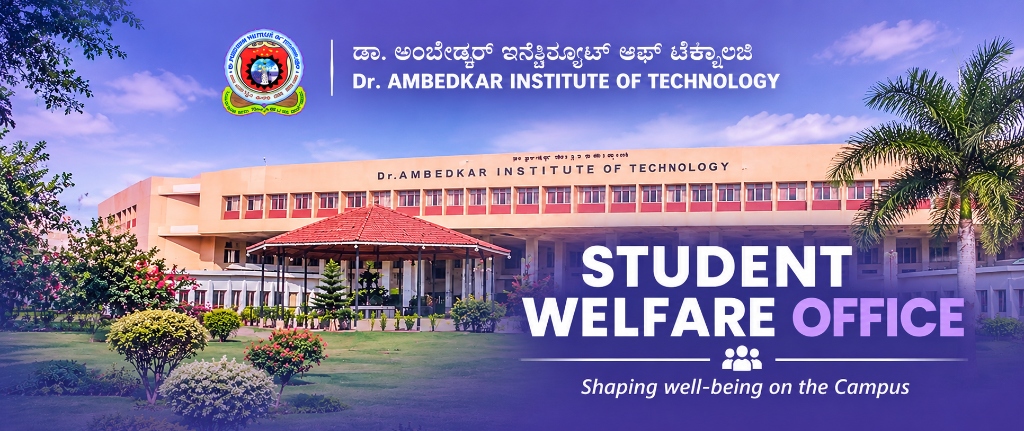 ಡಾ. ಅಂಬೇಡ್ಕರ್ ಇನ್ಸ್ಟಿಟ್ಯೂಟ್ ಆಫ್ ಟೆಕ್ನಾಲಜಿ
Dr. AMBEDKAR INSTITUTE OF TECHNOLOGY
Dr. AMBEDKAR INSTITUTE OF TECHNOLOGY
STUDENT
WELFARE OFFICE
Shaping well-being on the Campus